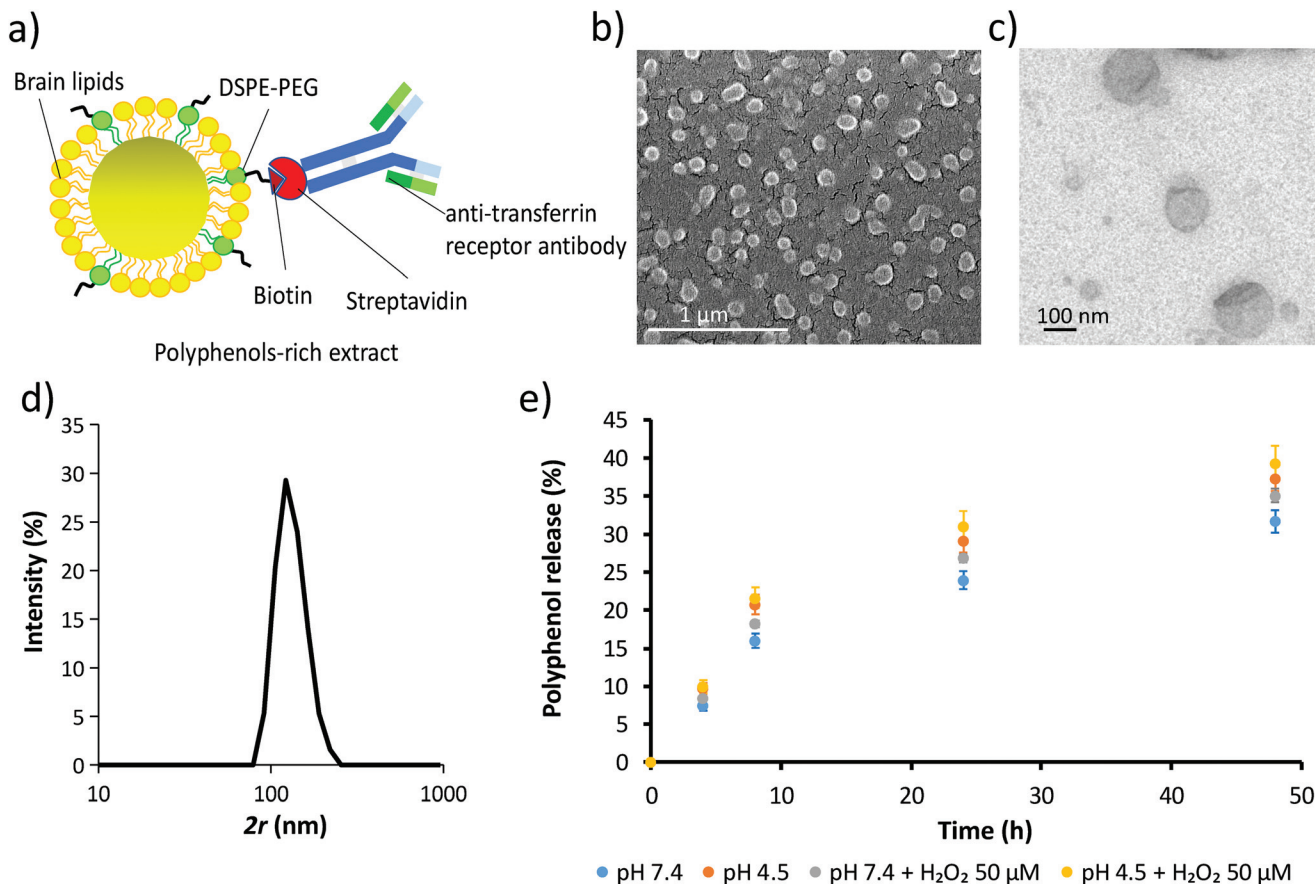 a)
Brain lipids
DSPE-PEG
anti-transferrin
receptor antibody
Biotin
Streptavidin
Polyphenols-rich extract
b)
1 µm
c)
100 nm
d)
35
30
25
20
15
10
5
0
Intensity (%)
10
100
1000
2r (nm)
e)
45
40
35
30
25
20
15
10
5
0
Polyphenol release (%)
0
10
20
30
40
50
Time (h)
pH 7.4
pH 4.5
pH 7.4 + H₂O₂ 50 µM
pH 4.5 + H₂O₂ 50 µM